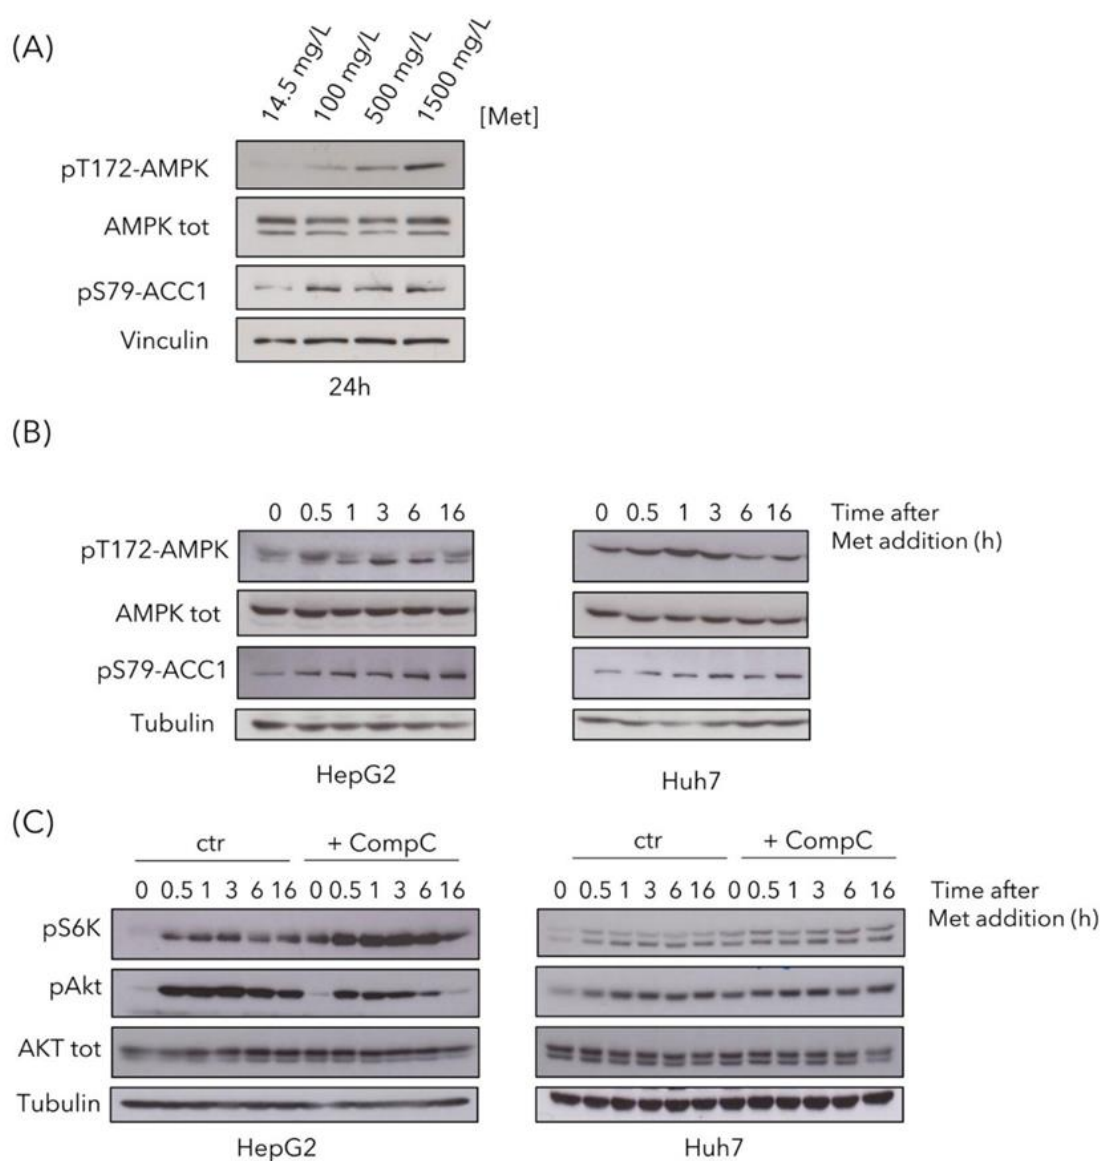 (A)
14.5 mg/L 100 mg/L 500 mg/L 1500 mg/L
[Met]
pT172-AMPK
AMPK tot
pS79-ACC1
Vinculin
24h
(B)
0 0.5 1 3 6 16 0 0.5 1 3 6 16 Time after
Met addition (h)
pT172-AMPK
AMPK tot
pS79-ACC1
Tubulin
HepG2 Huh7
(C)
ctr + CompC ctr + CompC
0 0.5 1 3 6 16 0 0.5 1 3 6 16 0 0.5 1 3 6 16 0 0.5 1 3 6 16 Time after
Met addition (h)
pS6K
pAkt
AKT tot
Tubulin
HepG2 Huh7